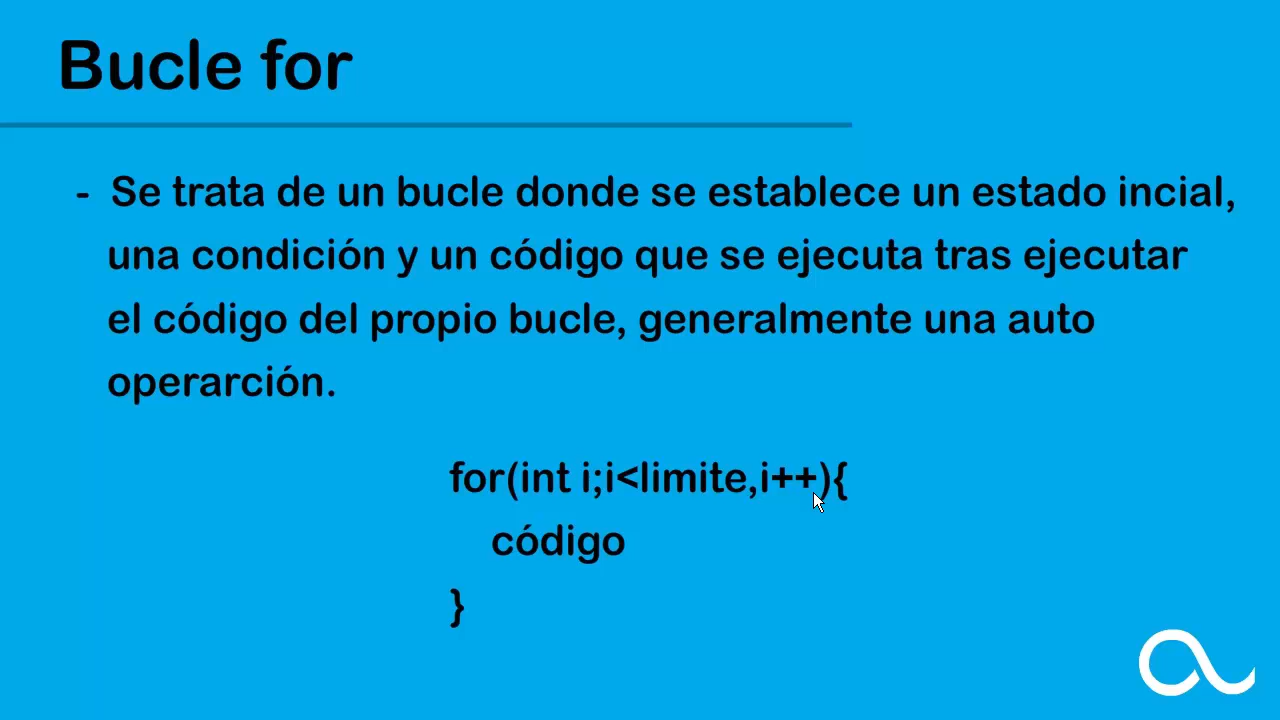 Bucle for
- Se trata de un bucle donde se establece un estado incial,
una condición y un código que se ejecuta tras ejecutar
el código del propio bucle, generalmente una auto
operarción.
for(int i;i<limite,i++){
código
}